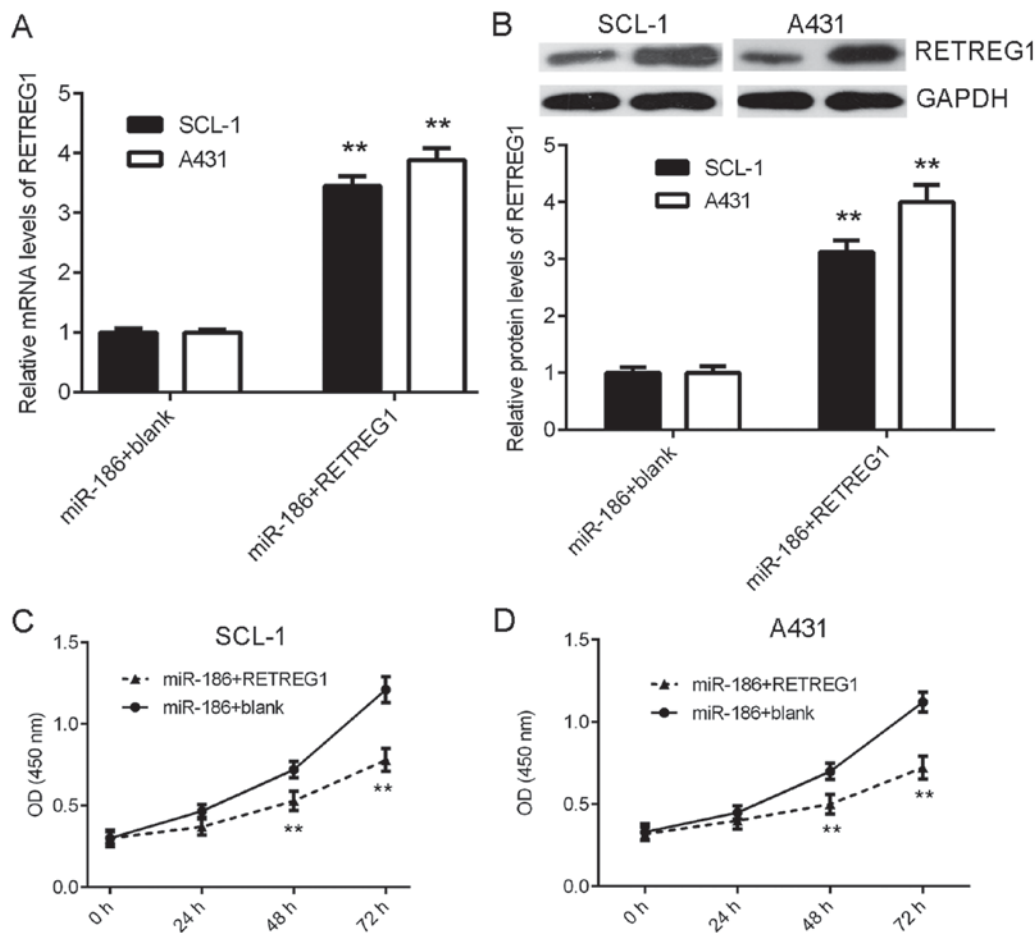 A
Relative mRNA levels of RETREG1
5
4
3
2
1
0
SCL-1
A431
**
**
miR-186+blank
miR-186+RETREG1
B
SCL-1
A431
RETREG1
GAPDH
Relative protein levels of RETREG1
5
4
3
2
1
0
SCL-1
A431
**
**
miR-186+blank
miR-186+RETREG1
C
SCL-1
OD (450 nm)
1.5
1.0
0.5
0.0
miR-186+RETREG1
miR-186+blank
**
**
0 h
24 h
48 h
72 h
D
A431
OD (450 nm)
1.5
1.0
0.5
0.0
miR-186+RETREG1
miR-186+blank
**
**
0 h
24 h
48 h
72 h